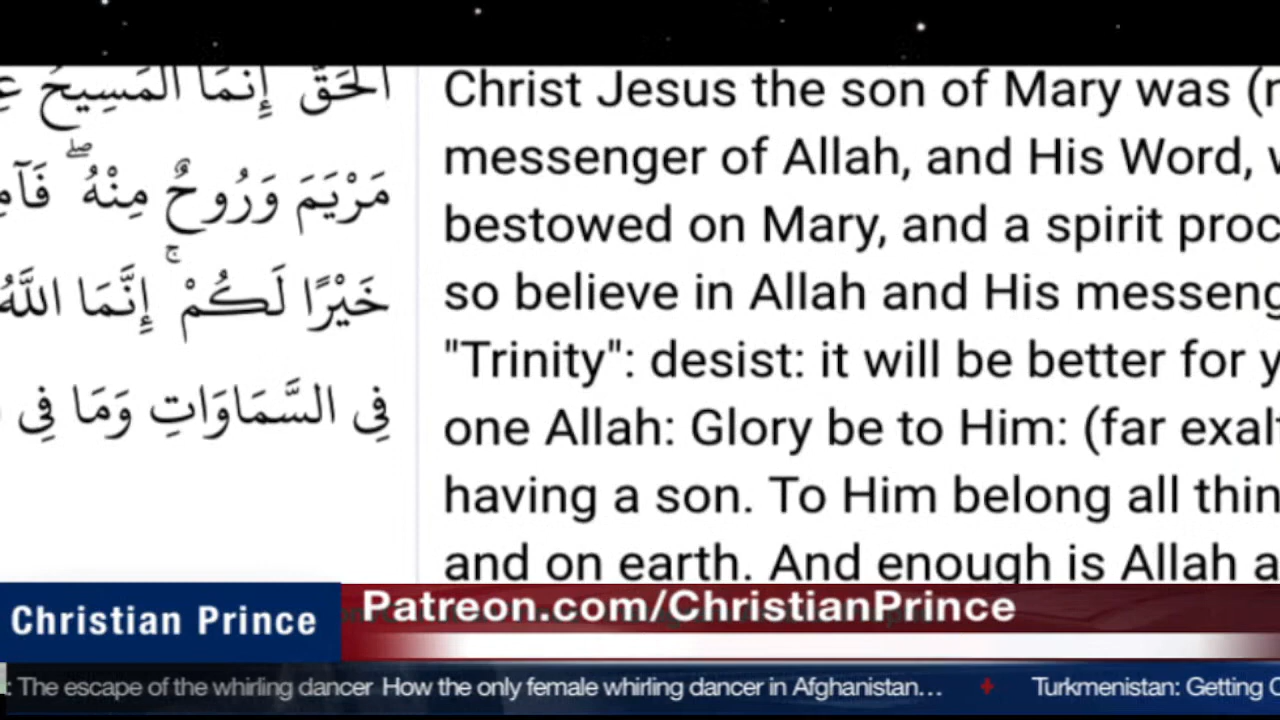 الْحَقَّ إِنَّمَا الْمَسِيحُ
مَرْيَمَ وَرُوحٌ مِنْهُ ۖ
خَيْرًا لَكُمْ ۚ إِنَّمَا اللَّهُ
فِي السَّمَاوَاتِ وَمَا فِي
Christ Jesus the son of Mary was
messenger of Allah, and His Word,
bestowed on Mary, and a spirit
so believe in Allah and His
"Trinity": desist: it will be better for
one Allah: Glory be to Him: (far
having a son. To Him belong all
and on earth. And enough is Allah
Christian Prince
Patreon.com/ChristianPrince
: The escape of the whirling dancer How the only female whirling dancer in Afghanistan... Turkmenistan: Getting